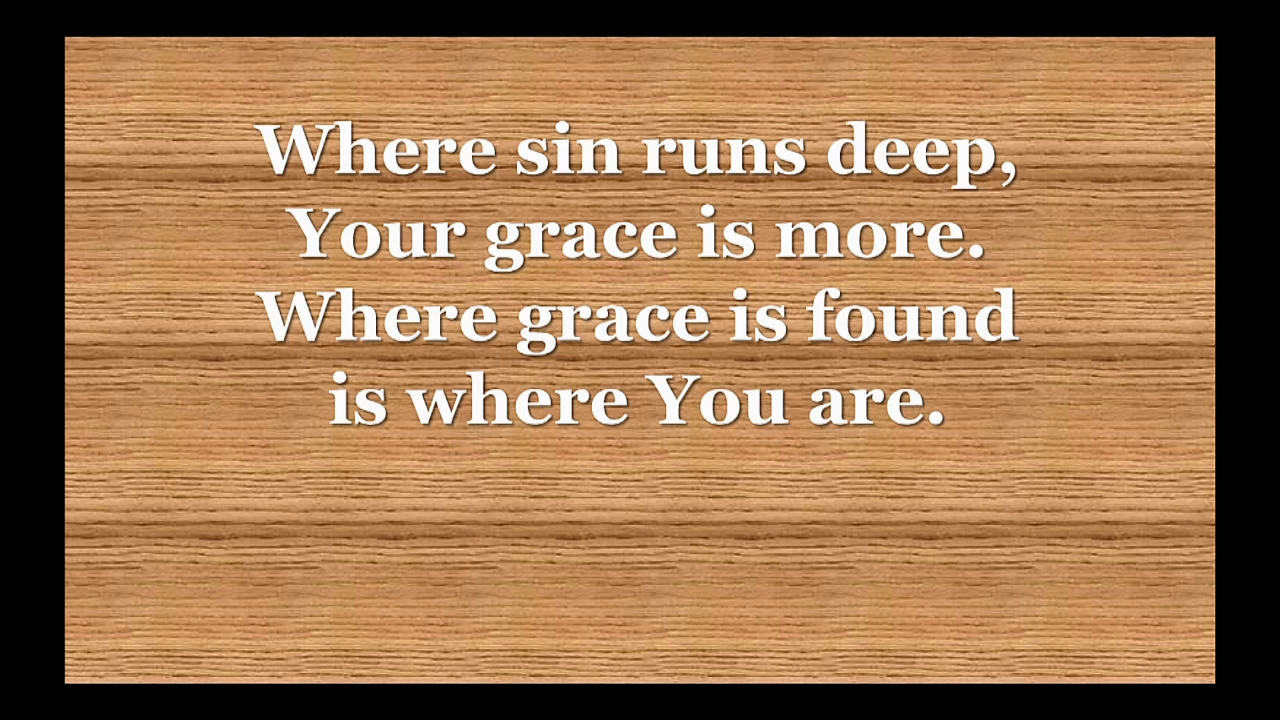 Where sin runs deep,
Your grace is more.
Where grace is found
is where You are.